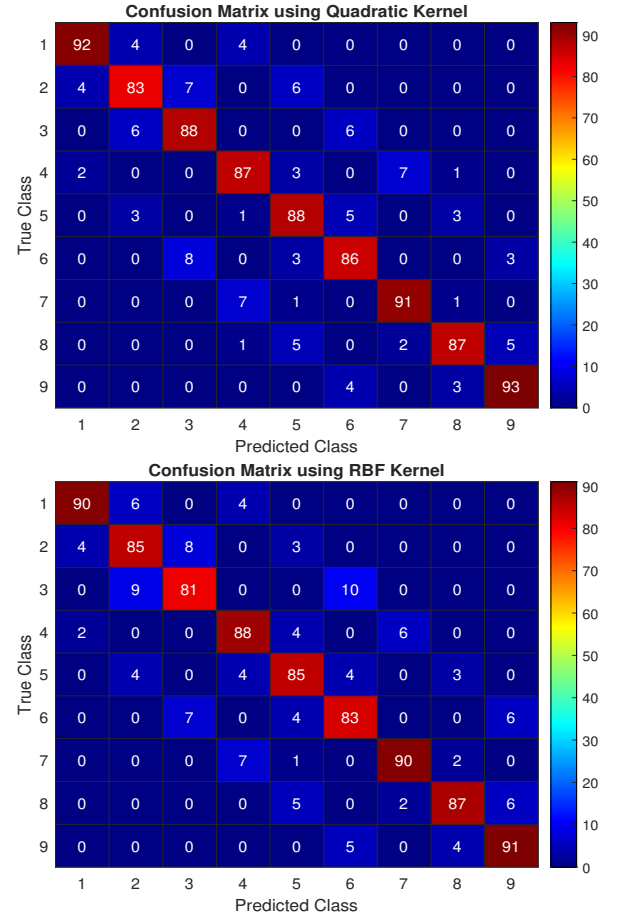 Confusion Matrix using Quadratic Kernel
1 92 4 0 4 0 0 0 0 0 90
2 4 83 7 0 6 0 0 0 0 80
3 0 6 88 0 0 6 0 0 0 70
4 2 0 0 87 3 0 7 1 0 60
5 0 3 0 1 88 5 0 3 0 50
6 0 0 8 0 3 86 0 0 3 40
7 0 0 0 7 1 0 91 1 0 30
8 0 0 0 1 5 0 2 87 5 20
9 0 0 0 0 0 4 0 3 93 10
0
1 2 3 4 5 6 7 8 9
True Class
Predicted Class
Confusion Matrix using RBF Kernel
1 90 6 0 4 0 0 0 0 0 90
2 4 85 8 0 3 0 0 0 0 80
3 0 9 81 0 0 10 0 0 0 70
4 2 0 0 88 4 0 6 0 0 60
5 0 4 0 4 85 4 0 3 0 50
6 0 0 7 0 4 83 0 0 6 40
7 0 0 0 7 1 0 90 2 0 30
8 0 0 0 0 5 0 2 87 6 20
9 0 0 0 0 0 5 0 4 91 10
0
1 2 3 4 5 6 7 8 9
True Class
Predicted Class